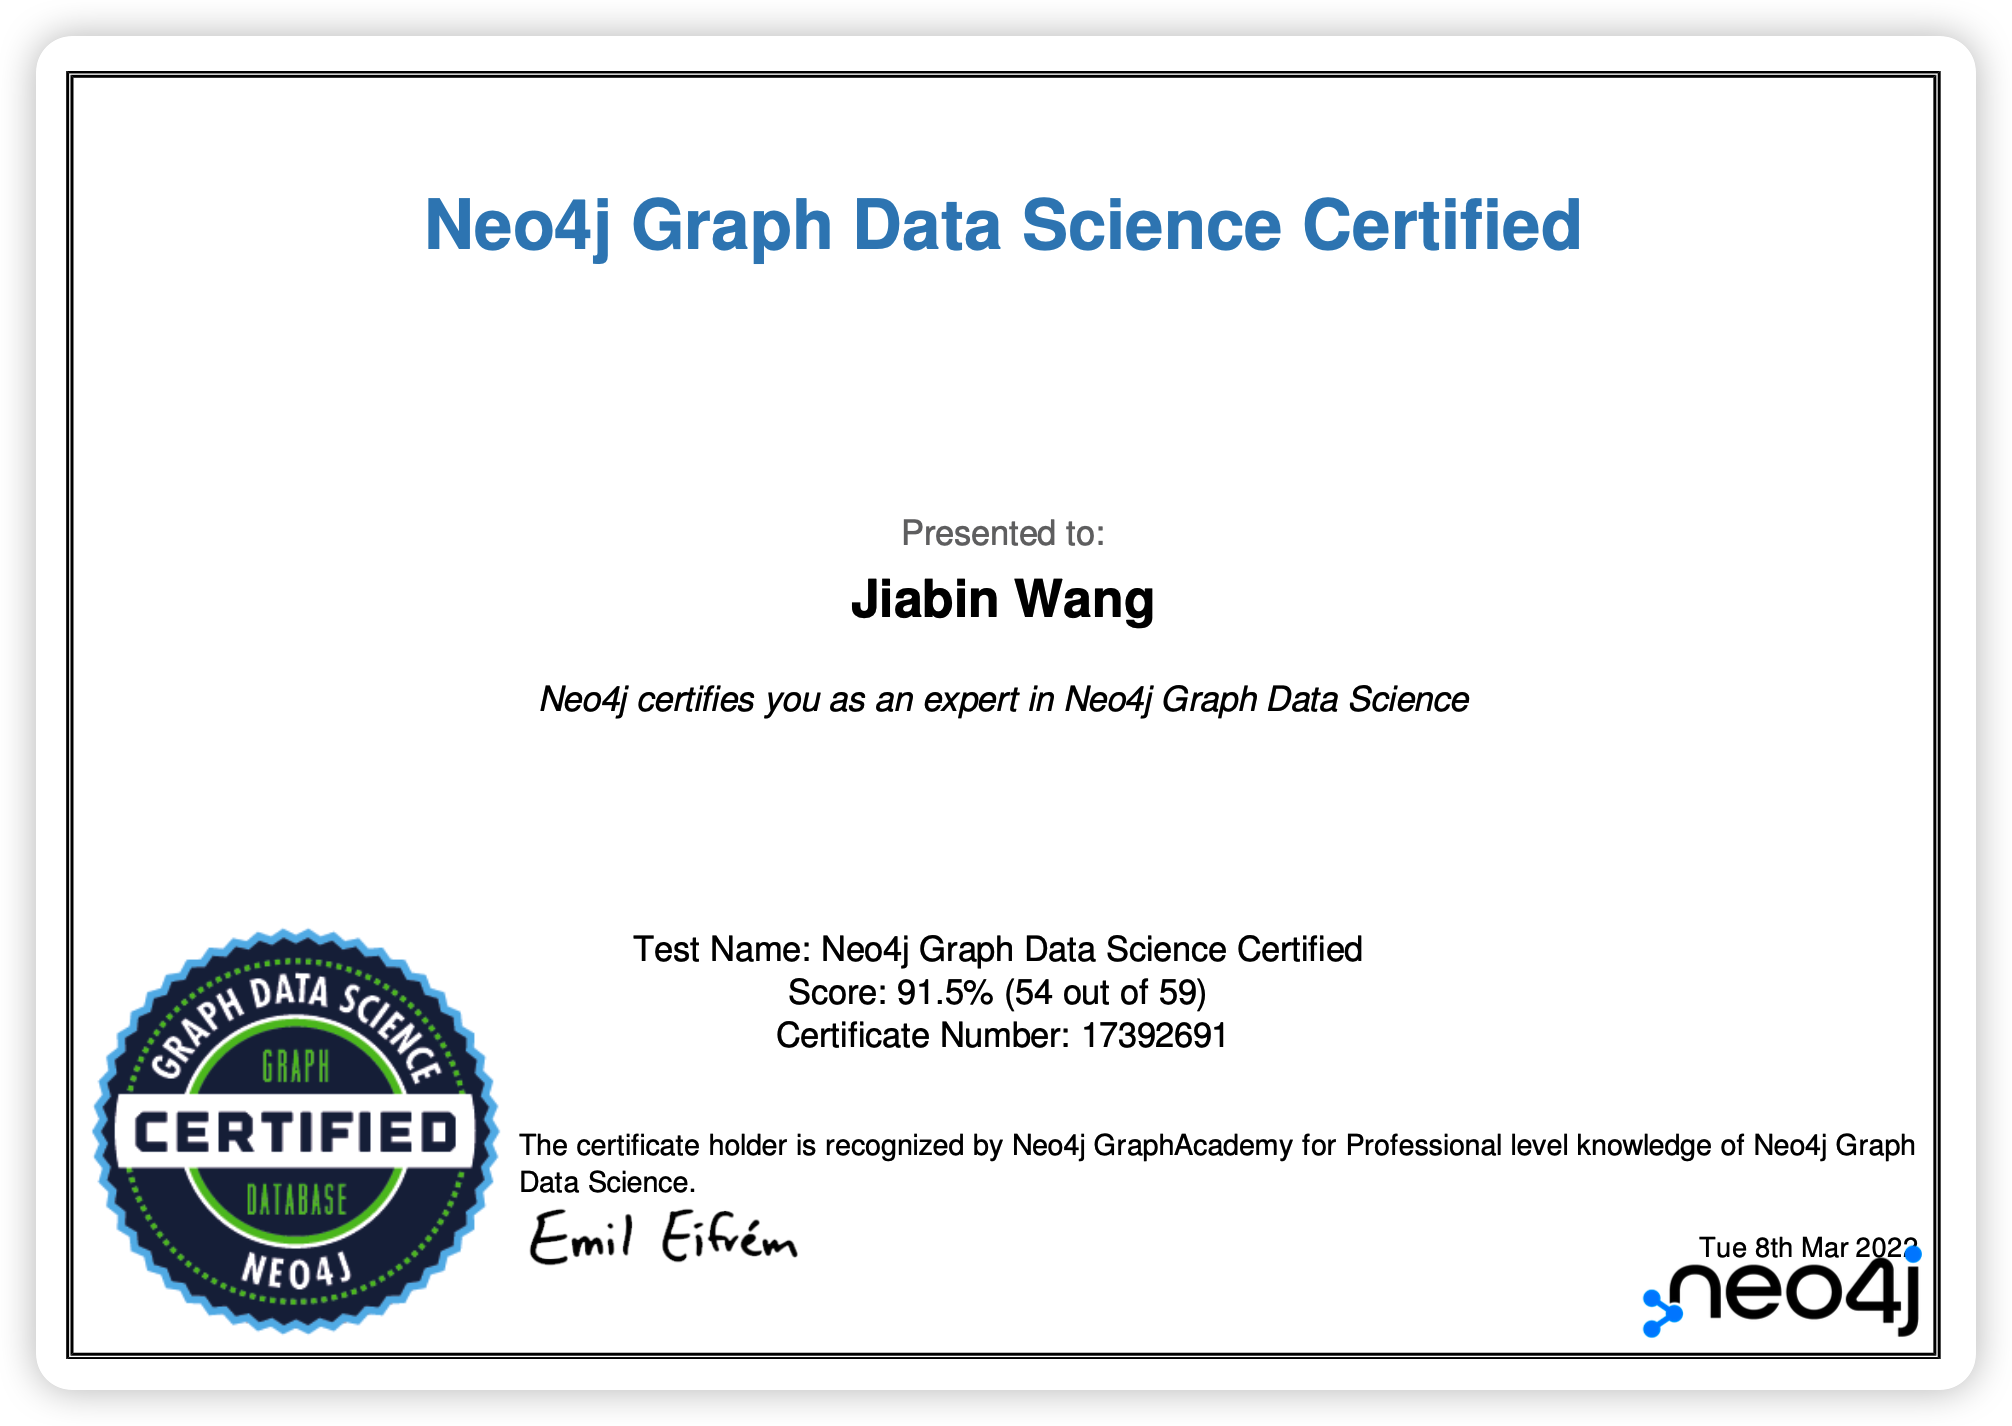 Neo4j Graph Data Science Certified
Presented to:
Jiabin Wang
Neo4j certifies you as an expert in Neo4j Graph Data Science
Test Name: Neo4j Graph Data Science Certified
Score: 91.5% (54 out of 59)
Certificate Number: 17392691
GRAPH DATA SCIENCE
GRAPH
CERTIFIED
DATABASE
NEO4J
The certificate holder is recognized by Neo4j GraphAcademy for Professional level knowledge of Neo4j Graph
Data Science.
Emil Eifrém
Tue 8th Mar 2022
neo4j